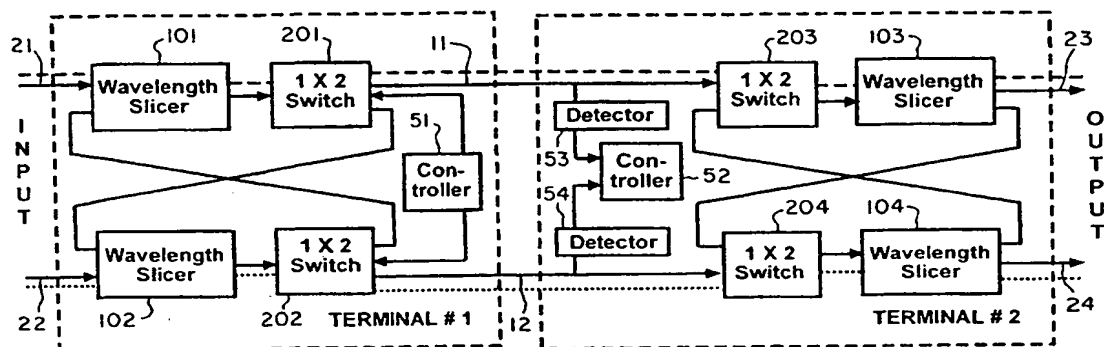 21
101
201
11
203
103
23
Wavelength
Slicer
1 X 2
Switch
1 X 2
Switch
Wavelength
Slicer
INPUT
51
Con-
troller
Detector
53
Con-
troller
52
54
Detector
OUTPUT
204
104
Wavelength
Slicer
1 X 2
Switch
1 X 2
Switch
Wavelength
Slicer
22
102
202
TERMINAL # 1
12
TERMINAL # 2
24